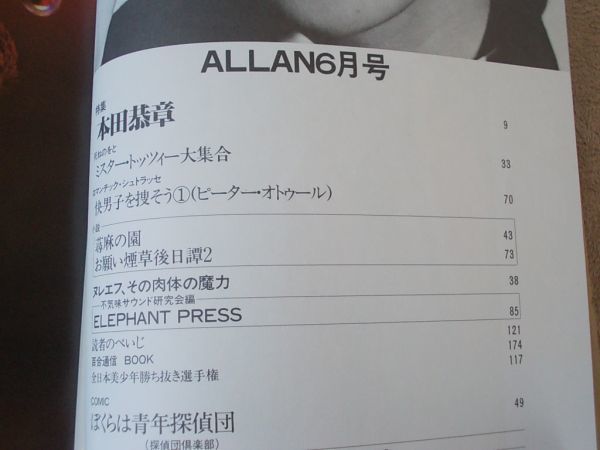 ALLAN6月号
特集
本田恭章 9
ミスター・トッツィー大集合 33
ロマンチック・シュトラッセ
快男子を捜そう①(ピーター・オトゥール) 70
小説
蕁麻の園 43
お願い煙草後日譚2 73
ヌレエフ、その肉体の魔力 38
不気味サウンド研究会編
ELEPHANT PRESS 85
読者のぺいじ 121
百合通信 BOOK 174
全日本美少年勝ち抜き選手権 117
COMIC
ぼくらは青年探偵団 49
(探偵団倶楽部)